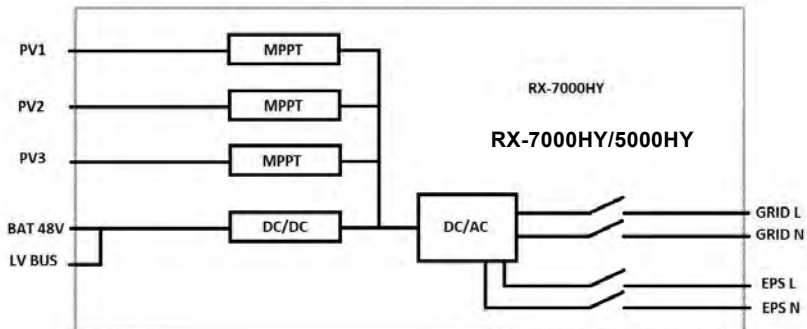 PV1
MPPT
PV2
MPPT
PV3
MPPT
BAT 48V
DC/DC
LV BUS
RX-7000HY
RX-7000HY/5000HY
DC/AC
GRID L
GRID N
EPS L
EPS N